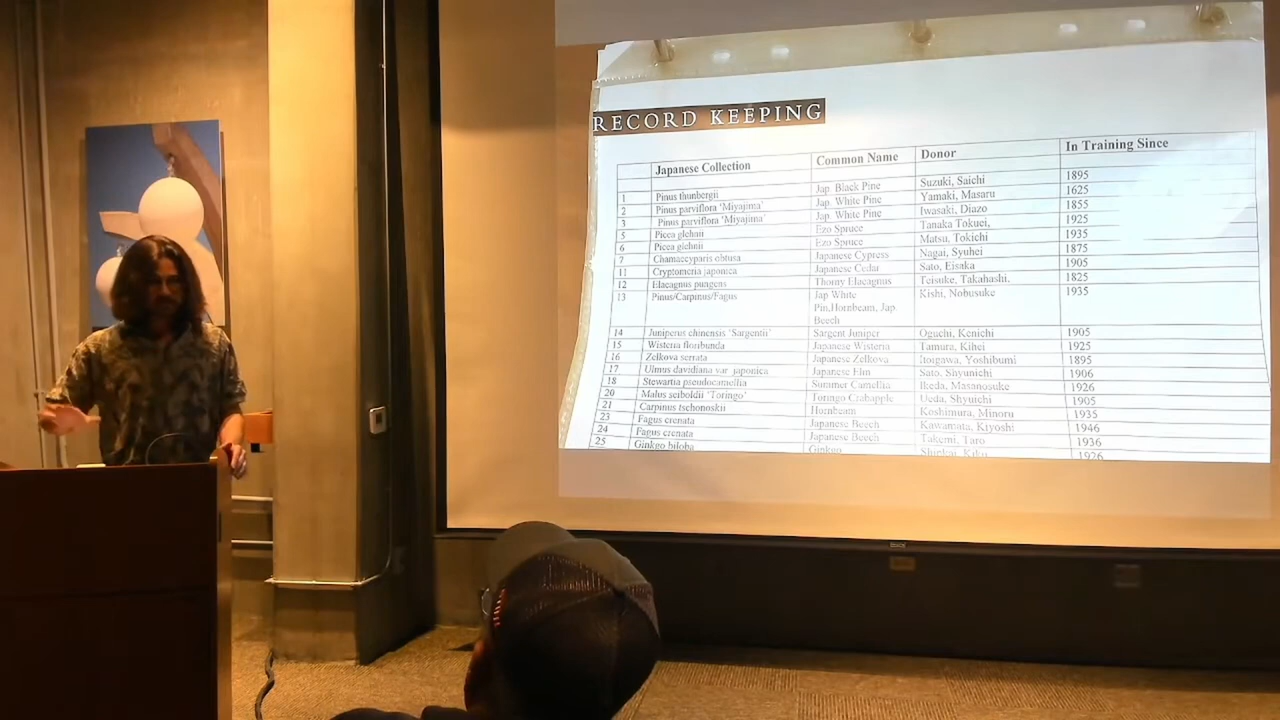 RECORD KEEPING
Japanese Collection Common Name Donor In Training Since
1 Pinus thunbergii Jap. Black Pine Suzuki, Saichi 1895
2 Pinus parviflora ‘Miyajima’ Jap. White Pine Yamaki, Masaru 1625
3 Pinus parviflora ‘Miyajima’ Jap. White Pine Iwasaki, Diazo 1855
5 Picea glehnii Ezo Spruce Tanaka Tokuei, 1925
6 Picea glehnii Ezo Spruce Matsu, Tokichi 1935
7 Chamaecyparis obtusa Japanese Cypress Nagai, Syuhei 1875
11 Cryptomeria japonica Japanese Cedar Sato, Eisaka 1905
12 Elaeagnus pungens Thorny Elaeagnus Teisuke, Takahashi, 1825
13 Pinus/Carpinus/Fagus Jap White Kishi, Nobusuke 1935
Pin,Hornbeam, Jap
Beech
14 Juniperus chinensis ‘Sargentii’ Sargent Juniper Oguchi, Kenichi 1905
15 Wisteria floribunda Japanese Wisteria Tamura, Kihei 1925
16 Zelkova serrata Japanese Zelkova Itoigawa, Yoshibumi 1895
17 Ulmus davidiana var japonica Japanese Elm Sato, Shyunichi 1906
18 Stewartia pseudocamellia Summer Camellia Ikeda, Masanosuke 1926
20 Malus seiboldii ‘Toringo’ Toringo Crabapple Ueda, Shyuichi 1905
21 Carpinus tschonoskii Hornbeam Koshimura, Minoru 1935
23 Fagus crenata Japanese Beech Kawamata, Kiyoshi 1946
24 Fagus crenata Japanese Beech Takemi, Taro 1936
25 Ginkgo biloba Ginkgo 1926